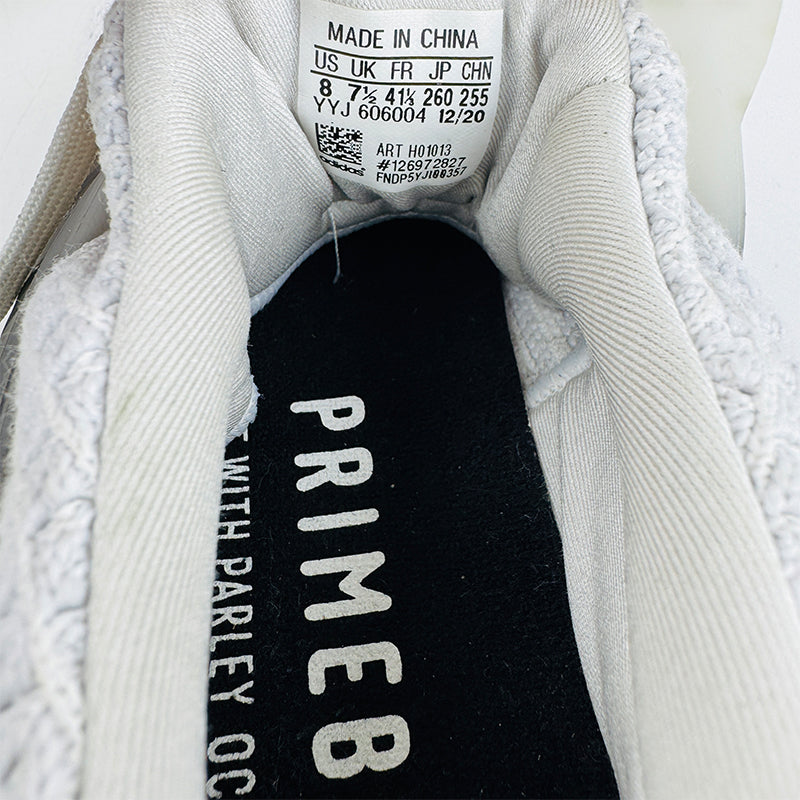 MADE IN CHINA
US UK FR JP CHN
8 7½ 41⅓ 260 255
YYJ 606004 12/20
adidas
ART H01013
#126972827
FNDP5YJI00357
PRIMEB
T WITH PARLEY OC